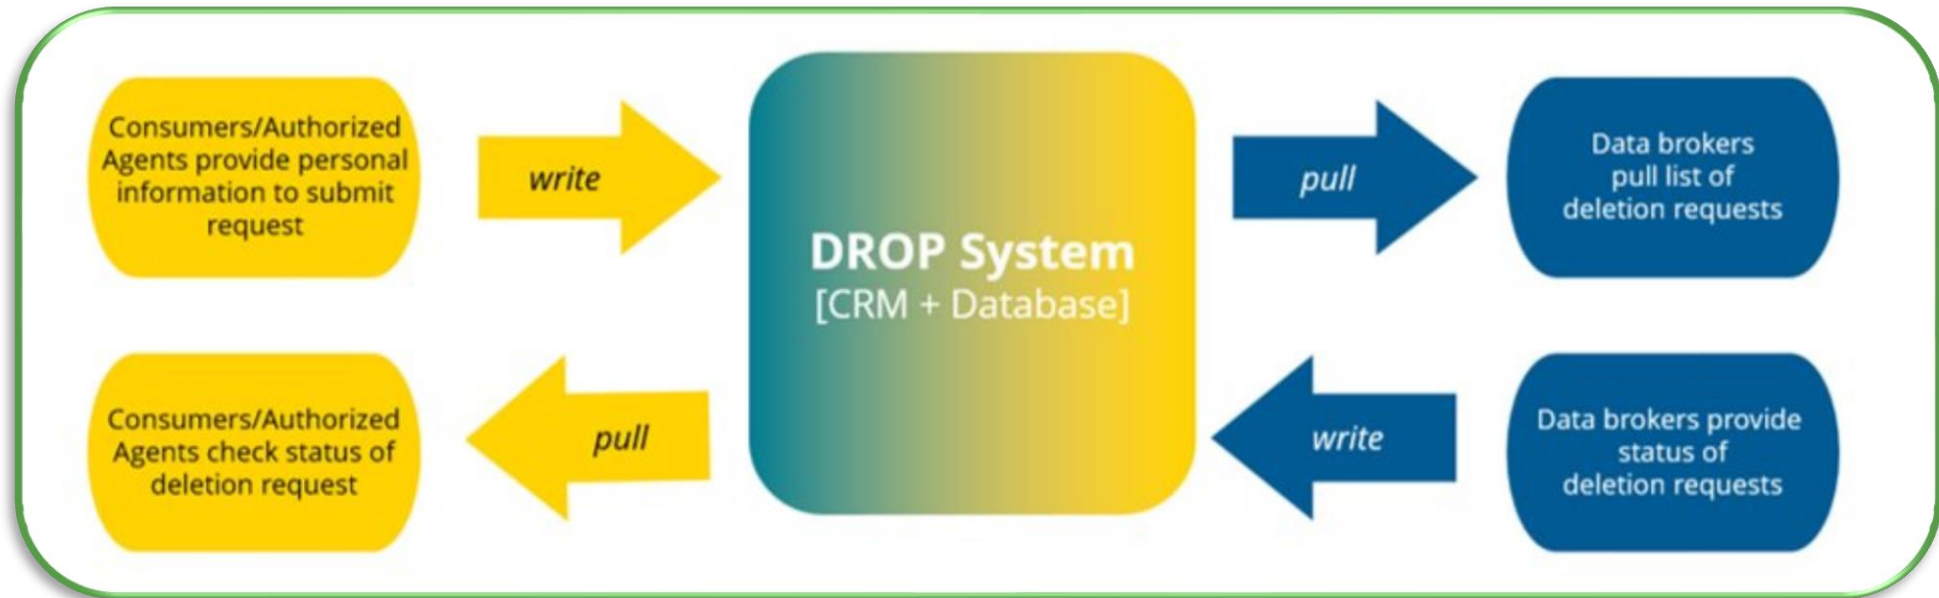 Consumers/Authorized
Agents provide personal
information to submit
request
write
DROP System
[CRM + Database]
pull
Data brokers
pull list of
deletion requests
Consumers/Authorized
Agents check status of
deletion request
pull
write
Data brokers provide
status of
deletion requests